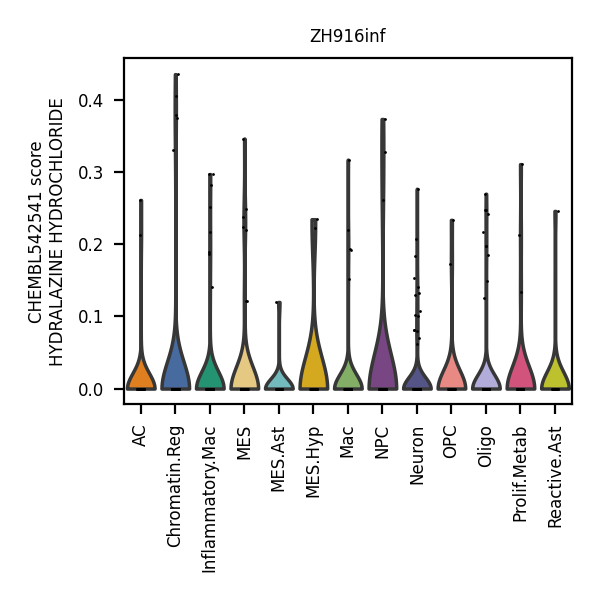 ZH916inf
CHEMBL542541 score
HYDRALAZINE HYDROCHLORIDE
0.4
0.3
0.2
0.1
0.0
AC
Chromatin.Reg
Inflammatory.Mac
MES
MES.Ast
MES.Hyp
Mac
NPC
Neuron
OPC
Oligo
Prolif.Metab
Reactive.Ast